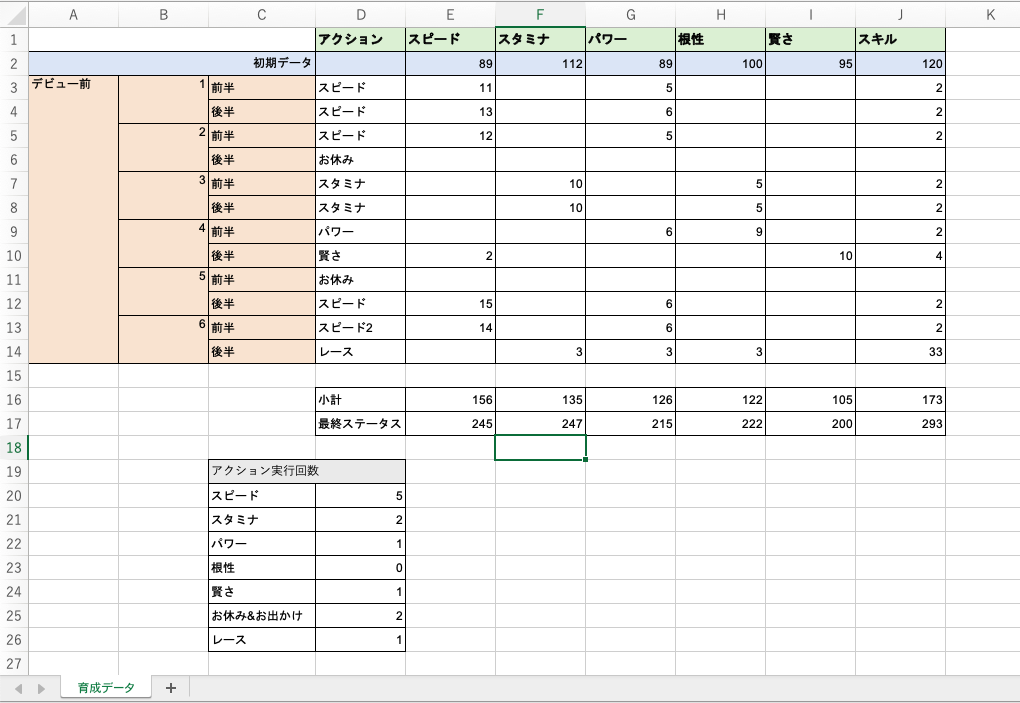 A B C D E F G H I J K
1 アクション スピード スタミナ パワー 根性 賢さ スキル
2 初期データ 89 112 89 100 95 120
3 デビュー前 1 前半 スピード 11 5 2
4 後半 スピード 13 6 2
5 2 前半 スピード 12 5 2
6 後半 お休み
7 3 前半 スタミナ 10 5 2
8 後半 スタミナ 10 5 2
9 4 前半 パワー 6 9 2
10 後半 賢さ 2 10 4
11 5 前半 お休み
12 後半 スピード 15 6 2
13 6 前半 スピード2 14 6 2
14 後半 レース 3 3 3 33
15
16 小計 156 135 126 122 105 173
17 最終ステータス 245 247 215 222 200 293
18
19 アクション実行回数
20 スピード 5
21 スタミナ 2
22 パワー 1
23 根性 0
24 賢さ 1
25 お休み&お出かけ 2
26 レース 1
27
育成データ +